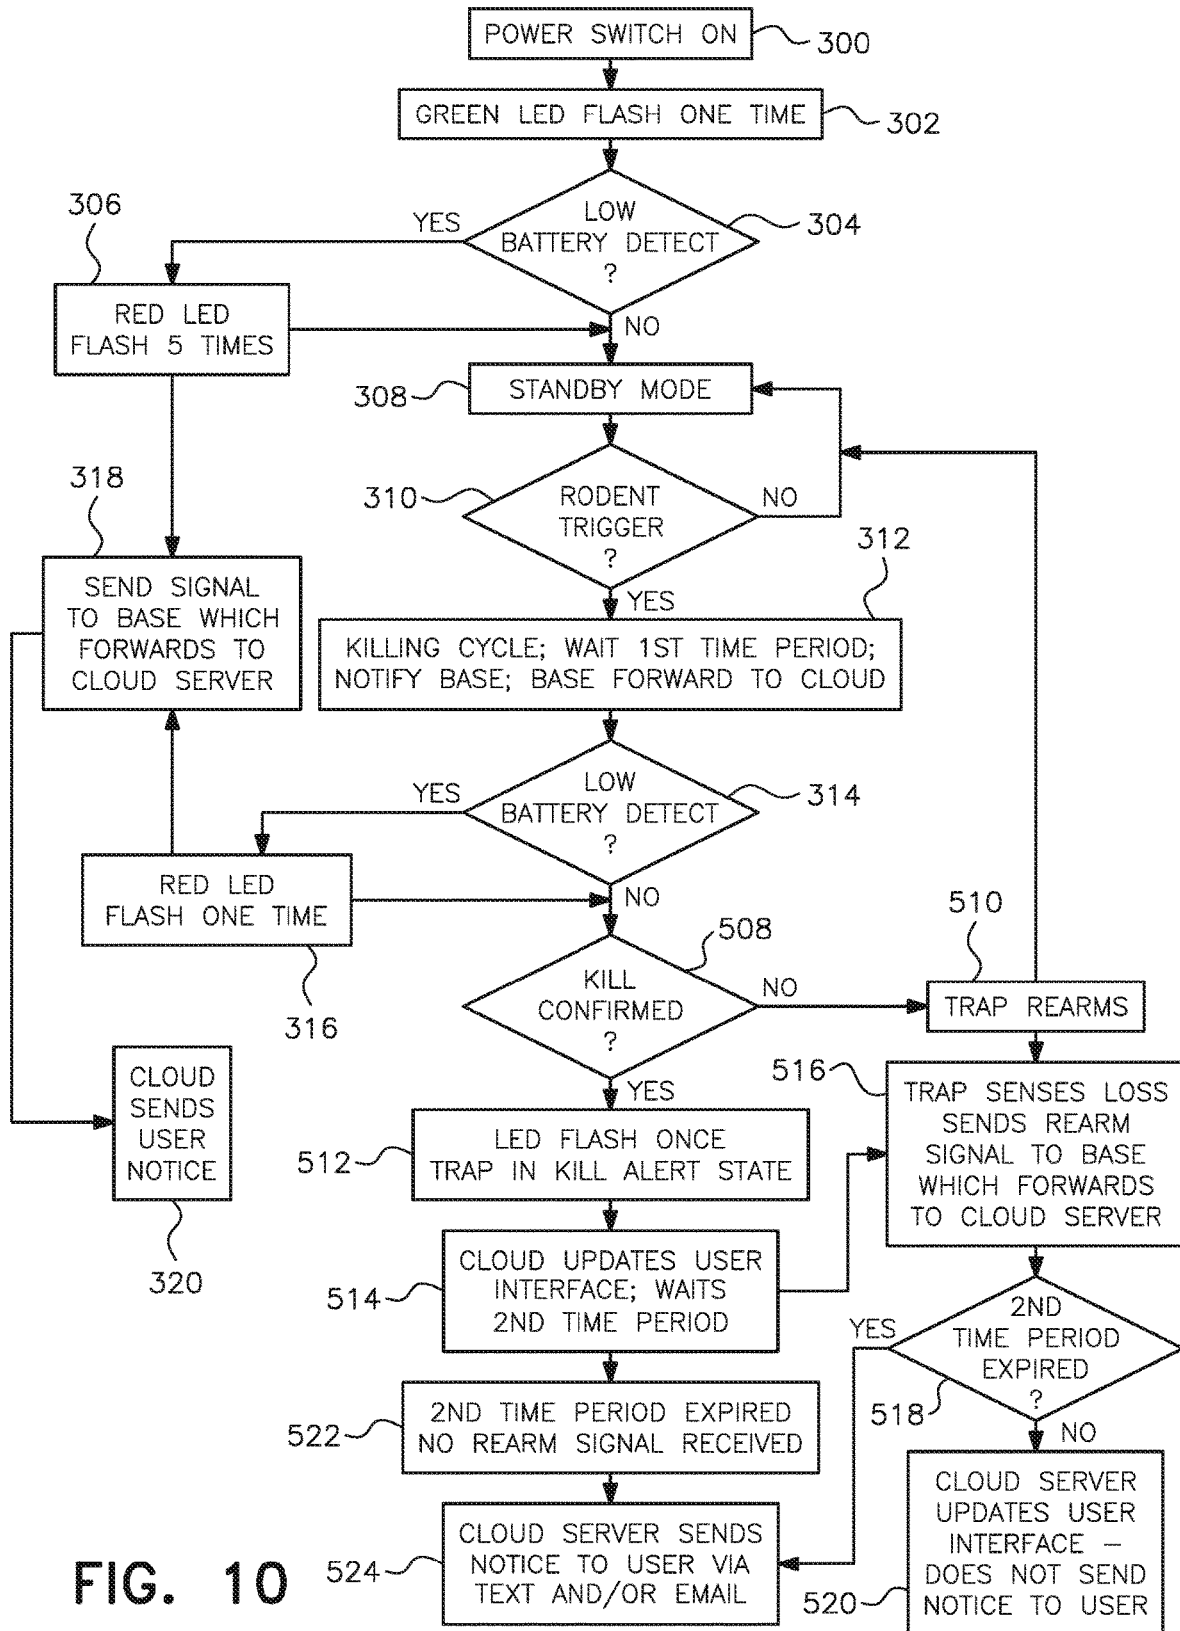 POWER SWITCH ON
300
GREEN LED FLASH ONE TIME
302
306
YES
LOW
BATTERY DETECT
?
304
RED LED
FLASH 5 TIMES
NO
308
STANDBY MODE
318
310
RODENT
TRIGGER
?
NO
312
SEND SIGNAL
TO BASE WHICH
FORWARDS TO
CLOUD SERVER
YES
KILLING CYCLE; WAIT 1ST TIME PERIOD;
NOTIFY BASE; BASE FORWARD TO CLOUD
YES
LOW
BATTERY DETECT
?
314
RED LED
FLASH ONE TIME
NO
316
508
510
KILL
CONFIRMED
?
NO
TRAP REARMS
CLOUD
SENDS
USER
NOTICE
320
YES
512
LED FLASH ONCE
TRAP IN KILL ALERT STATE
516
TRAP SENSES LOSS
SENDS REARM
SIGNAL TO BASE
WHICH FORWARDS
TO CLOUD SERVER
514
CLOUD UPDATES USER
INTERFACE; WAITS
2ND TIME PERIOD
YES
2ND
TIME PERIOD
EXPIRED
?
518
NO
522
2ND TIME PERIOD EXPIRED
NO REARM SIGNAL RECEIVED
524
CLOUD SERVER SENDS
NOTICE TO USER VIA
TEXT AND/OR EMAIL
CLOUD SERVER
UPDATES USER
INTERFACE –
DOES NOT SEND
NOTICE TO USER
520
FIG. 10